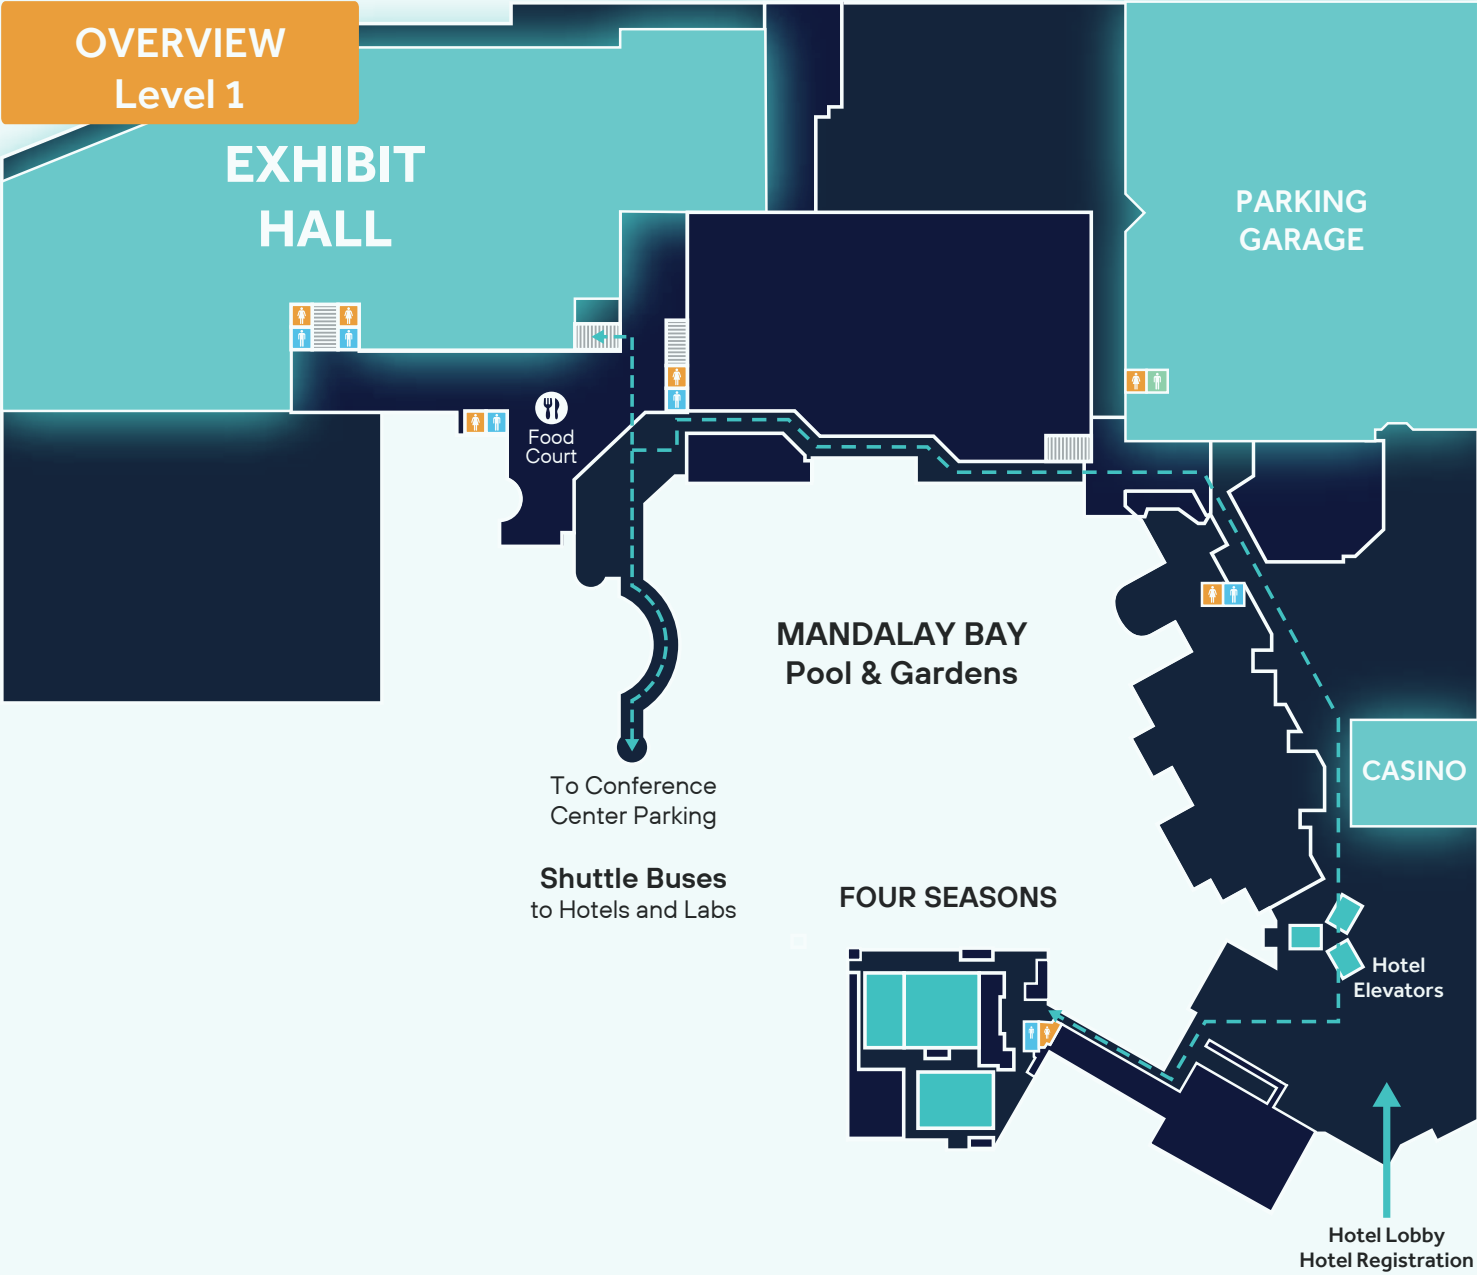 OVERVIEW
Level 1
EXHIBIT
HALL
PARKING
GARAGE
Food
Court
MANDALAY BAY
Pool & Gardens
CASINO
To Conference
Center Parking
Shuttle Buses
to Hotels and Labs
FOUR SEASONS
Hotel
Elevators
Hotel Lobby
Hotel Registration